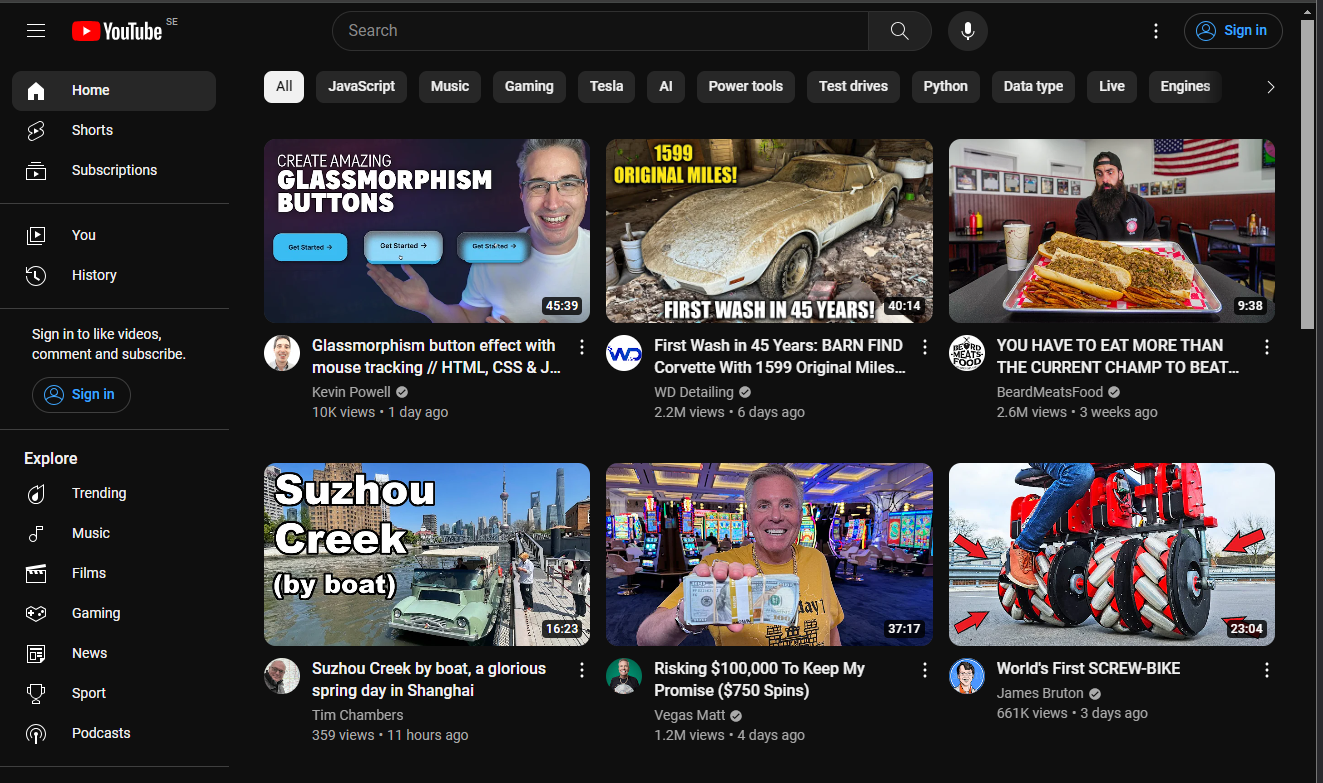 YouTube SE
Search
Sign in
Home
Shorts
Subscriptions
You
History
Sign in to like videos,
comment and subscribe.
Sign in
Explore
Trending
Music
Films
Gaming
News
Sport
Podcasts
All JavaScript Music Gaming Tesla AI Power tools Test drives Python Data type Live Engines
CREATE AMAZING
GLASSMORPHISM
BUTTONS
Get Started → Get Started → Get Started →
45:39
Glassmorphism button effect with
mouse tracking // HTML, CSS & J...
Kevin Powell
10K views • 1 day ago
1599
ORIGINAL MILES!
FIRST WASH IN 45 YEARS!
40:14
WD
First Wash in 45 Years: BARN FIND
Corvette With 1599 Original Miles...
WD Detailing
2.2M views • 6 days ago
9:38
BEARD
MEATS
FOOD
YOU HAVE TO EAT MORE THAN
THE CURRENT CHAMP TO BEAT...
BeardMeatsFood
2.6M views • 3 weeks ago
Suzhou
Creek
(by boat)
16:23
Suzhou Creek by boat, a glorious
spring day in Shanghai
Tim Chambers
359 views • 11 hours ago
37:17
Risking $100,000 To Keep My
Promise ($750 Spins)
Vegas Matt
1.2M views • 4 days ago
23:04
World's First SCREW-BIKE
James Bruton
661K views • 3 days ago